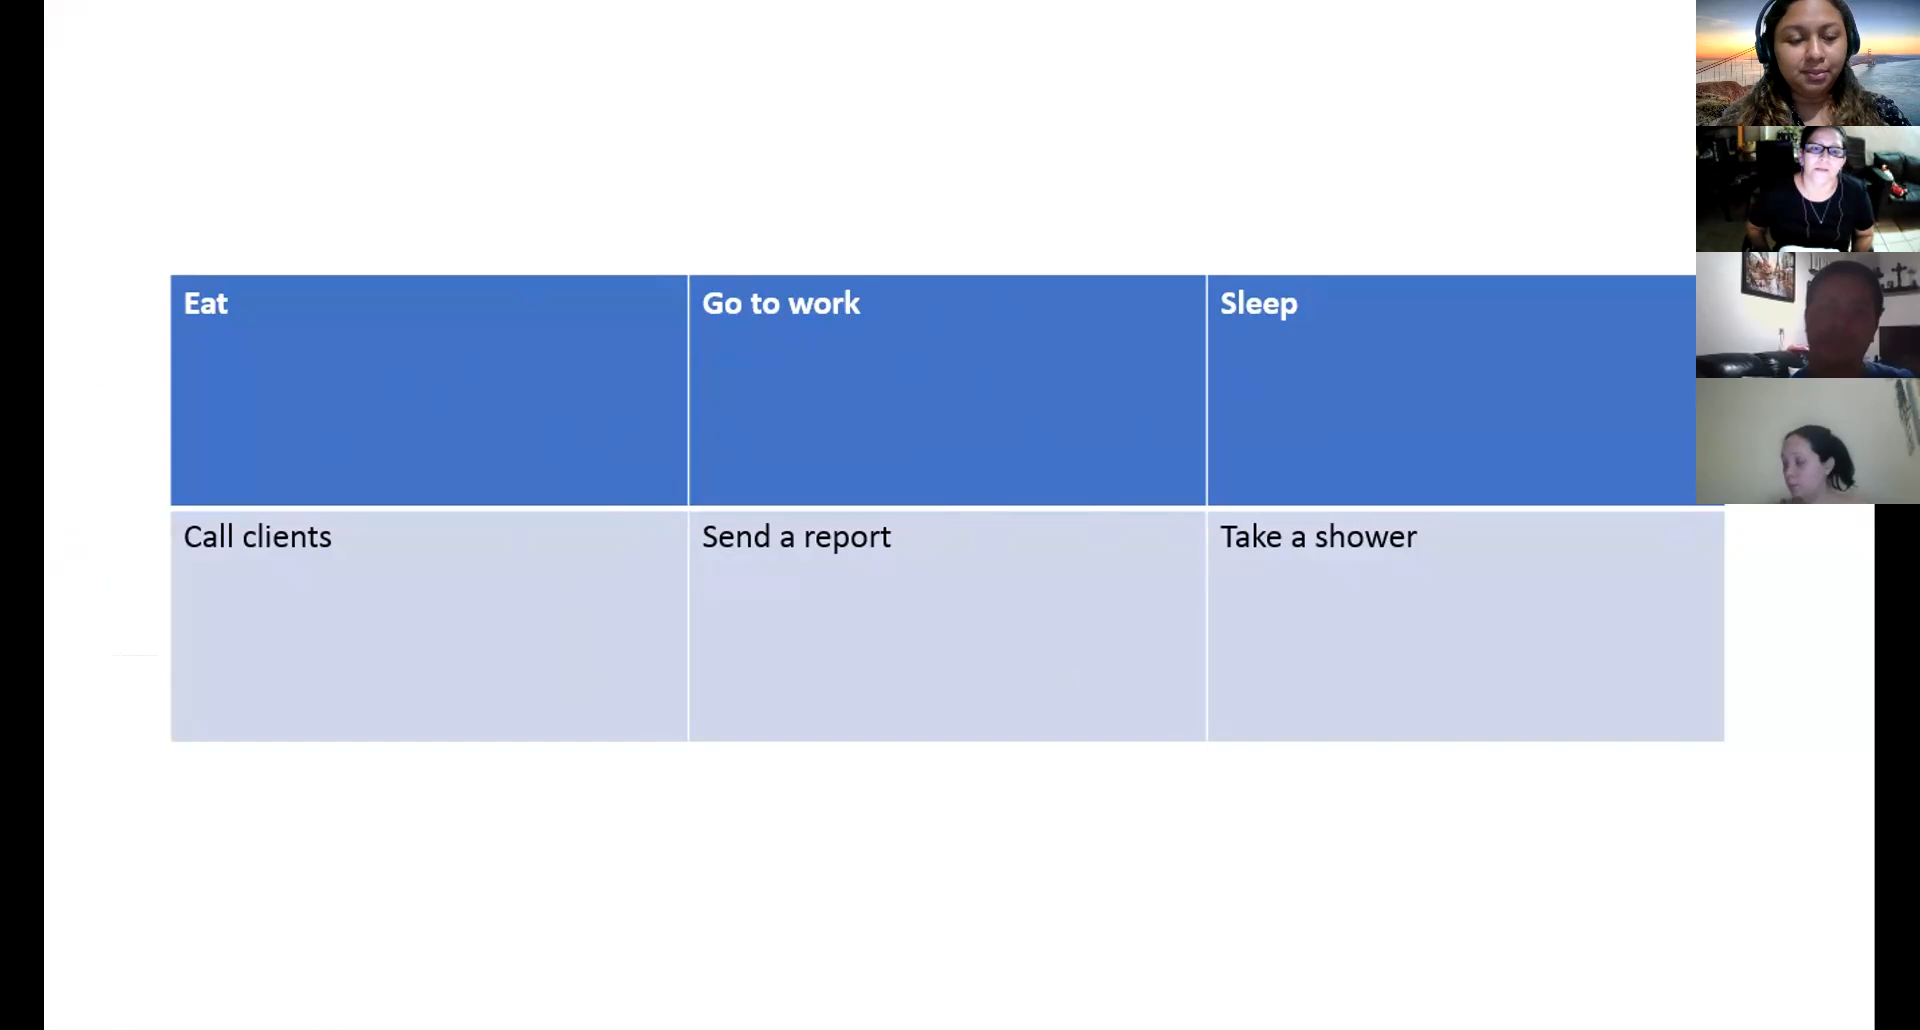 Eat
Go to work
Sleep
Call clients
Send a report
Take a shower